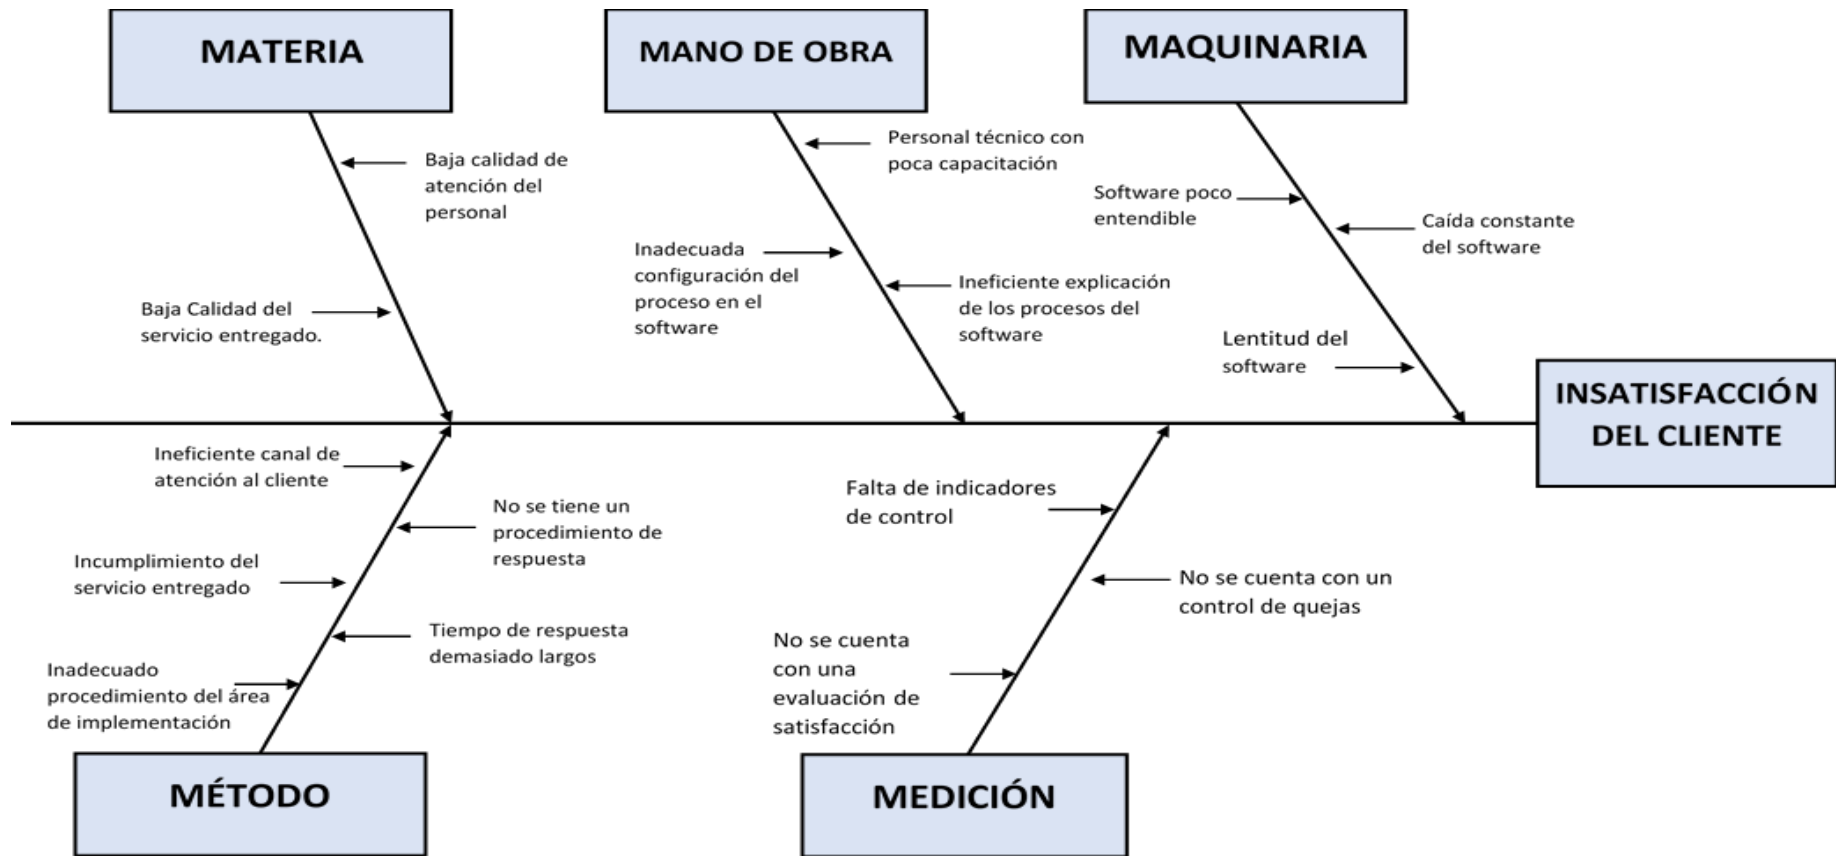 MATERIA
MANO DE OBRA
MAQUINARIA
Baja calidad de
atención del
personal
Baja Calidad del
servicio entregado.
Personal técnico con
poca capacitación
Inadecuada
configuración del
proceso en el
software
Ineficiente explicación
de los procesos del
software
Software poco
entendible
Caída constante
del software
Lentitud del
software
INSATISFACCIÓN
DEL CLIENTE
Ineficiente canal de
atención al cliente
No se tiene un
procedimiento de
respuesta
Incumplimiento del
servicio entregado
Tiempo de respuesta
demasiado largos
Inadecuado
procedimiento del área
de implementación
Falta de indicadores
de control
No se cuenta con un
control de quejas
No se cuenta
con una
evaluación de
satisfacción
MÉTODO
MEDICIÓN